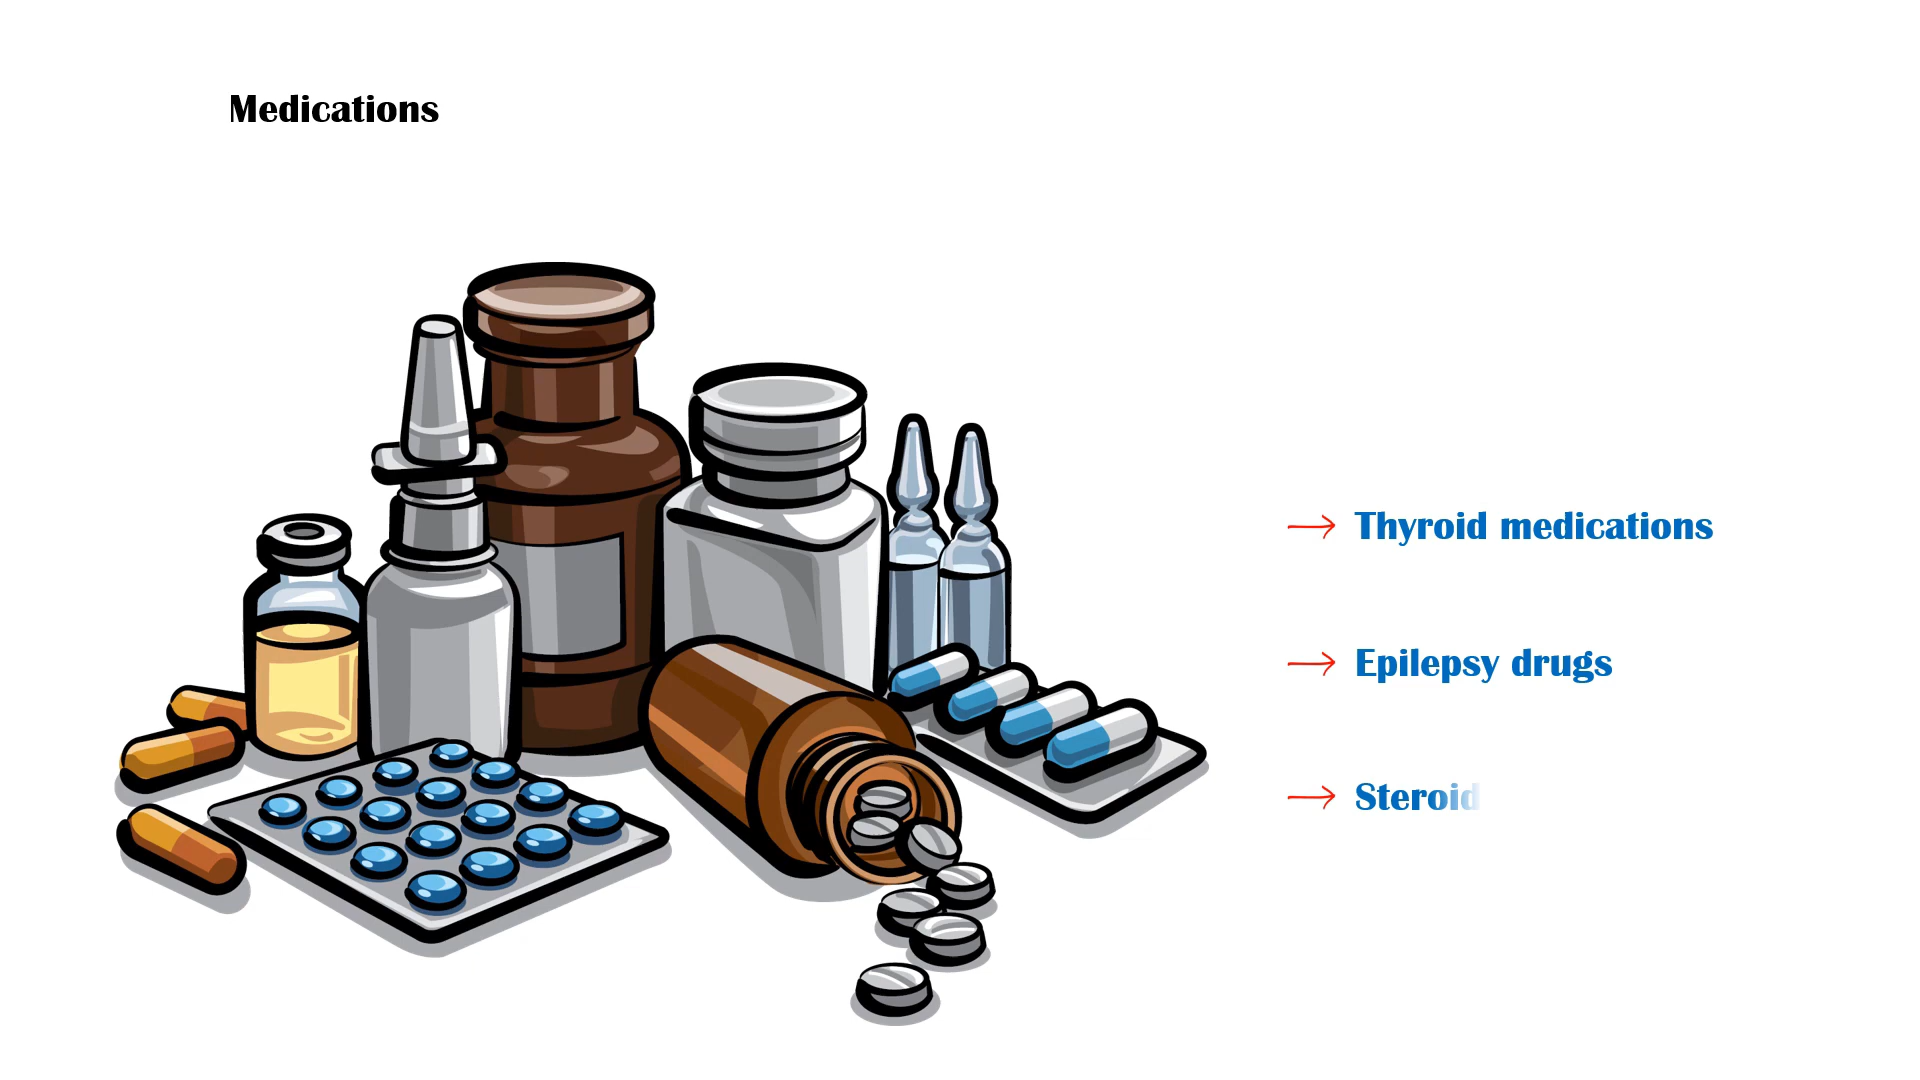 Medications
→ Thyroid medications
→ Epilepsy drugs
→ Steroid